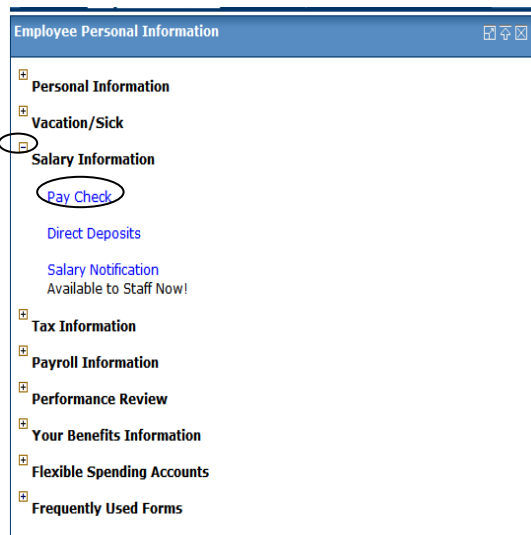 Employee Personal Information
Personal Information
Vacation/Sick
Salary Information
Pay Check
Direct Deposits
Salary Notification
Available to Staff Now!
Tax Information
Payroll Information
Performance Review
Your Benefits Information
Flexible Spending Accounts
Frequently Used Forms